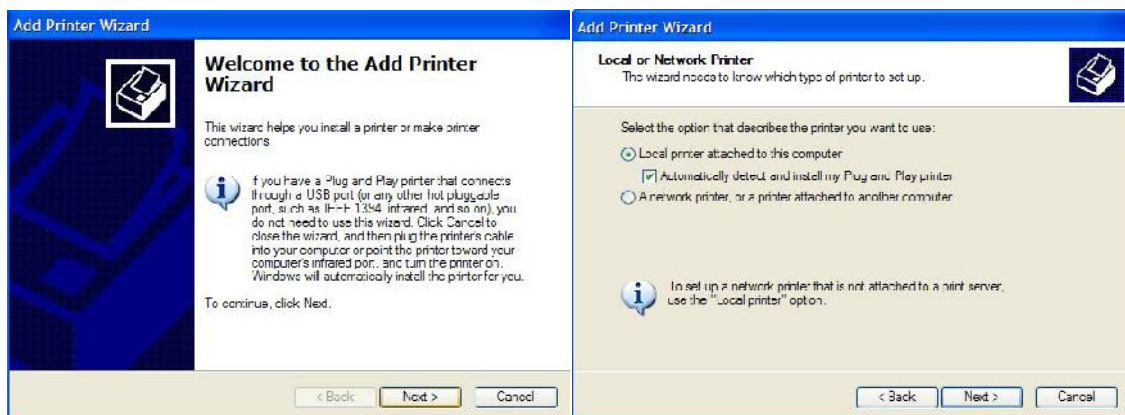 Add Printer Wizard
Welcome to the Add Printer
Wizard
This wizard helps you install a printer or make printer
connections
If you have a Plug and Play printer that connects
through a USB port (or any other hot pluggable
port, such as IEEE 1394, infrared, and so on), you
do not need to use this wizard. Click Cancel to
close the wizard, and then plug the printer's cable
into your computer or point the printer toward your
computer's infrared port, and turn the printer on.
Windows will automatically install the printer for you.
To continue, click Next.
< Back
Next >
Cancel
Add Printer Wizard
Local or Network Printer
The wizard needs to know which type of printer to set up.
Select the option that describes the printer you want to use:
Local printer attached to this computer
Automatically detect and install my Plug and Play printer
A network printer, or a printer attached to another computer
To set up a network printer that is not attached to a print server,
use the "Local printer" option.
< Back
Next >
Cancel